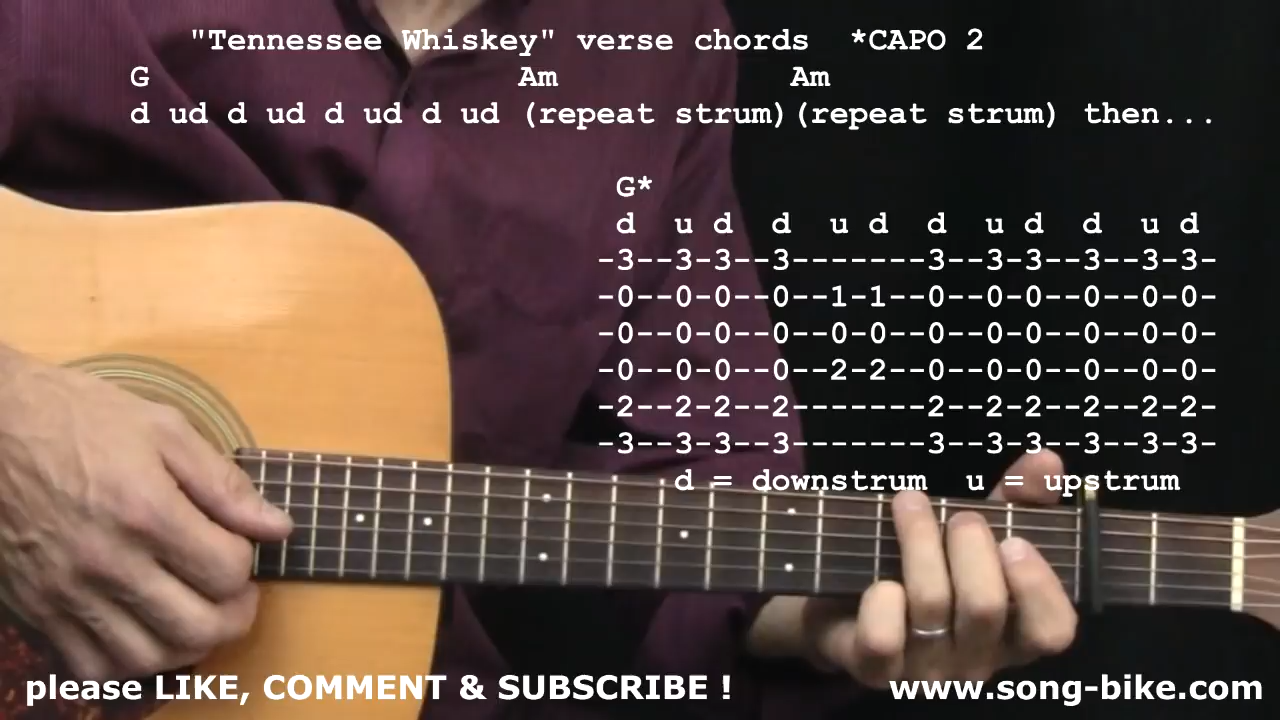 "Tennessee Whiskey" verse chords  *CAPO 2
G                   Am            Am
d ud d ud d ud d ud (repeat strum)(repeat strum) then...
G*
d  u d  d  u d  d  u d  d  u d
-3--3-3--3-------3--3-3--3--3-3-
-0--0-0--0--1-1--0--0-0--0--0-0-
-0--0-0--0--0-0--0--0-0--0--0-0-
-0--0-0--0--2-2--0--0-0--0--0-0-
-2--2-2--2-------2--2-2--2--2-2-
-3--3-3--3-------3--3-3--3--3-3-
d = downstrum  u = upstrum
please LIKE, COMMENT & SUBSCRIBE ! www.song-bike.com